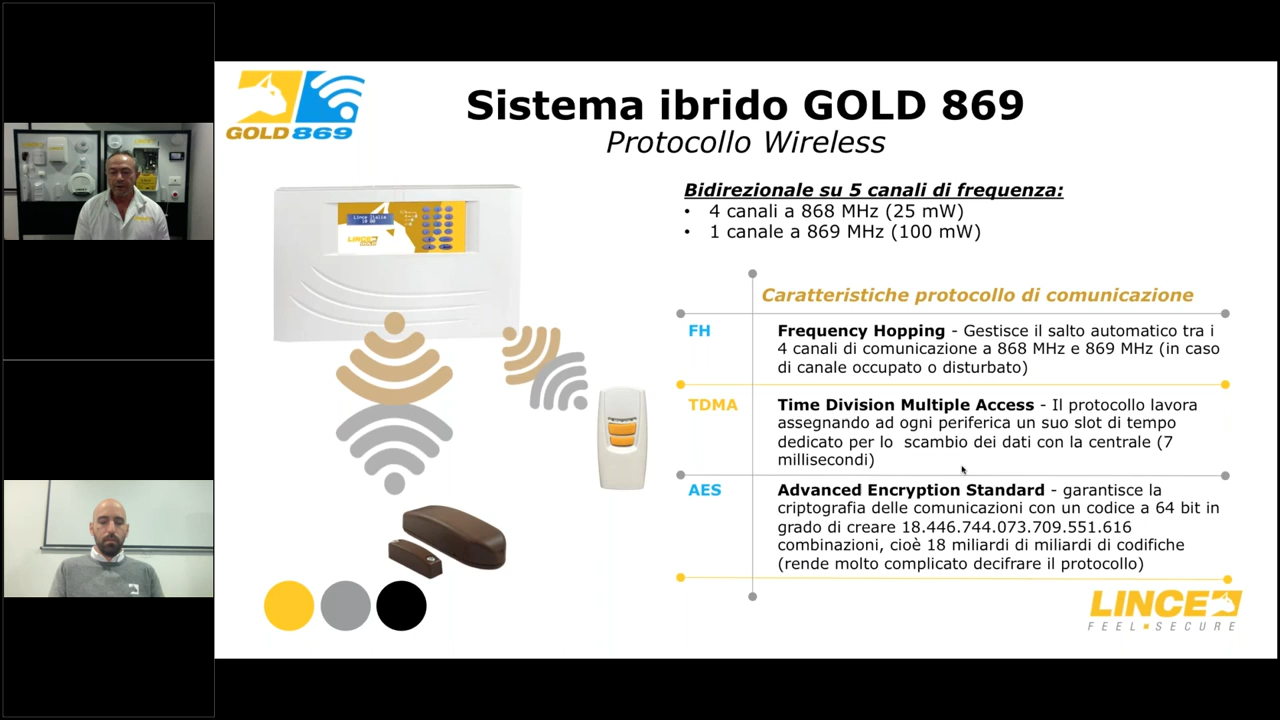 GOLD 869
Sistema ibrido GOLD 869
Protocollo Wireless
Lince Italia
LINCE
GOLD
Bidirezionale su 5 canali di frequenza:
• 4 canali a 868 MHz (25 mW)
• 1 canale a 869 MHz (100 mW)
Caratteristiche protocollo di comunicazione
FH
Frequency Hopping - Gestisce il salto automatico tra i
4 canali di comunicazione a 868 MHz e 869 MHz (in caso
di canale occupato o disturbato)
TDMA
Time Division Multiple Access - Il protocollo lavora
assegnando ad ogni periferica un suo slot di tempo
dedicato per lo  scambio dei dati con la centrale (7
millisecondi)
AES
Advanced Encryption Standard - garantisce la
criptografia delle comunicazioni con un codice a 64 bit in
grado di creare 18.446.744.073.709.551.616
combinazioni, cioè 18 miliardi di miliardi di codifiche
(rende molto complicato decifrare il protocollo)
LINCE
FEEL SECURE